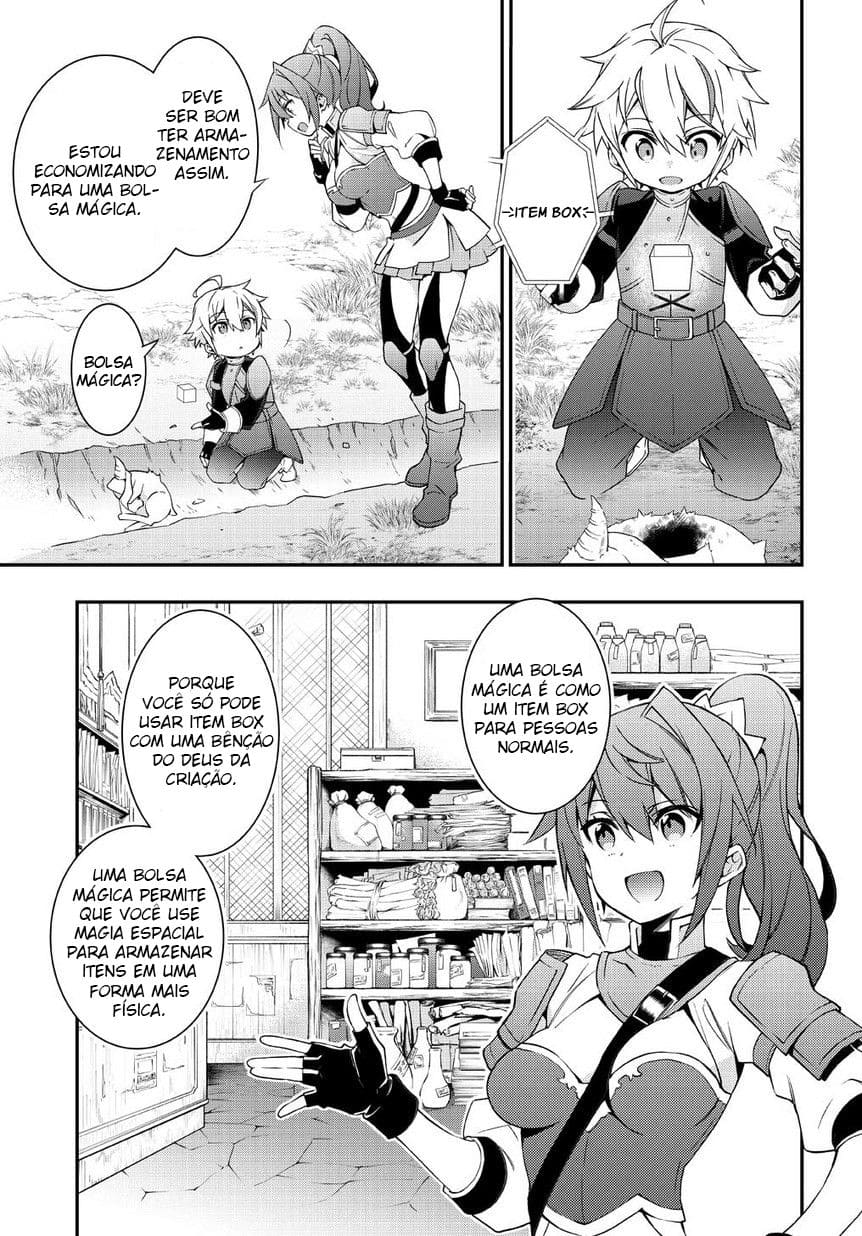 ITEM BOX
DEVE
SER BOM
TER ARMA-
ZENAMENTO
ASSIM.
ESTOU
ECONOMIZANDO
PARA UMA BOL-
SA MÁGICA.
BOLSA
MÁGICA?
UMA BOLSA
MÁGICA É COMO
UM ITEM BOX
PARA PESSOAS
NORMAIS.
PORQUE
VOCÊ SÓ PODE
USAR ITEM BOX
COM UMA BÊNÇÃO
DO DEUS DA
CRIAÇÃO.
UMA BOLSA
MÁGICA PERMITE
QUE VOCÊ USE
MAGIA ESPACIAL
PARA ARMAZENAR
ITENS EM UMA
FORMA MAIS
FÍSICA.